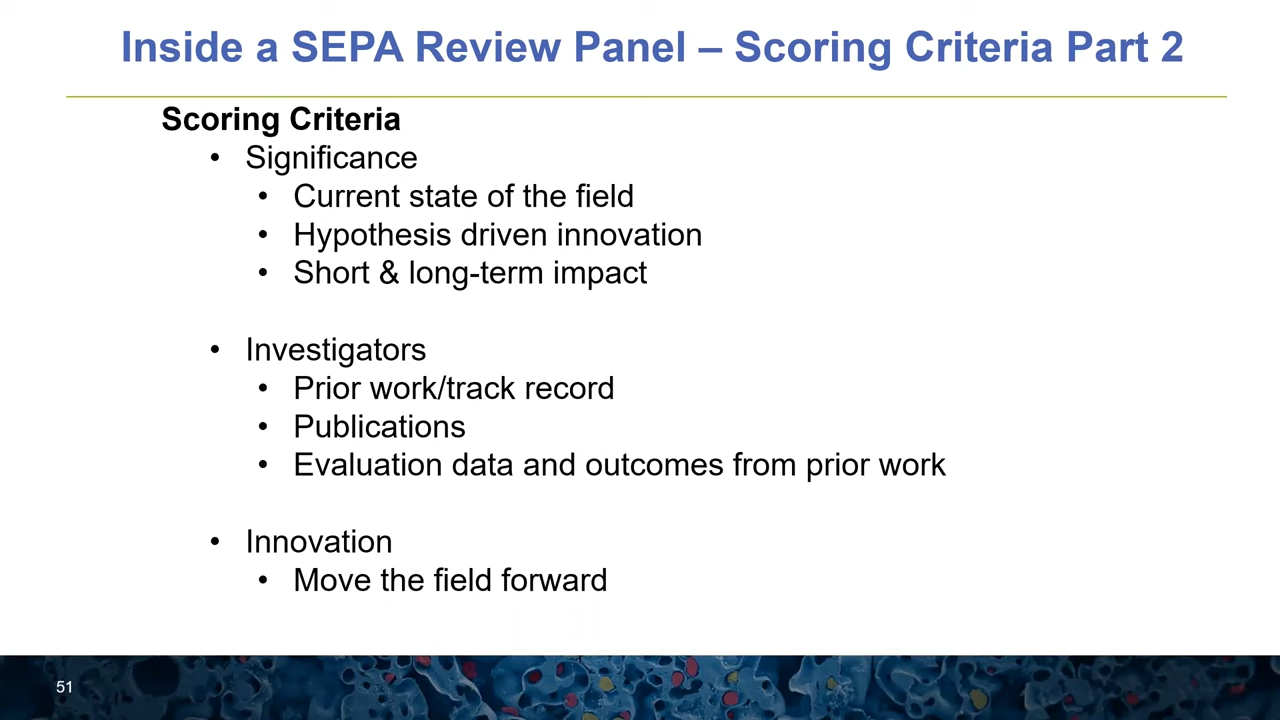 Inside a SEPA Review Panel – Scoring Criteria Part 2
Scoring Criteria
• Significance
• Current state of the field
• Hypothesis driven innovation
• Short & long-term impact
• Investigators
• Prior work/track record
• Publications
• Evaluation data and outcomes from prior work
• Innovation
• Move the field forward
51